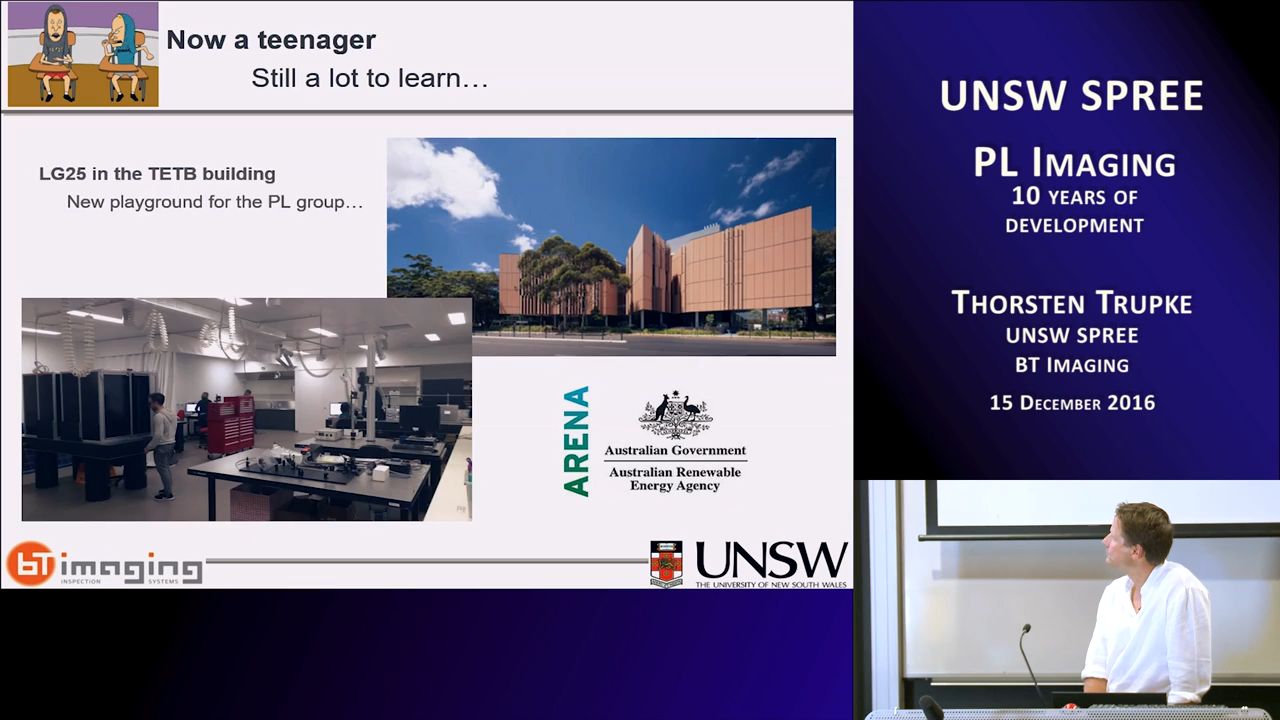 Now a teenager
Still a lot to learn…
LG25 in the TETB building
New playground for the PL group…
ARENA
Australian Government
Australian Renewable
Energy Agency
bTimaging
INSPECTION SYSTEMS
UNSW
THE UNIVERSITY OF NEW SOUTH WALES
UNSW SPREE
PL IMAGING
10 YEARS OF
DEVELOPMENT
THORSTEN TRUPKE
UNSW SPREE
BT IMAGING
15 DECEMBER 2016